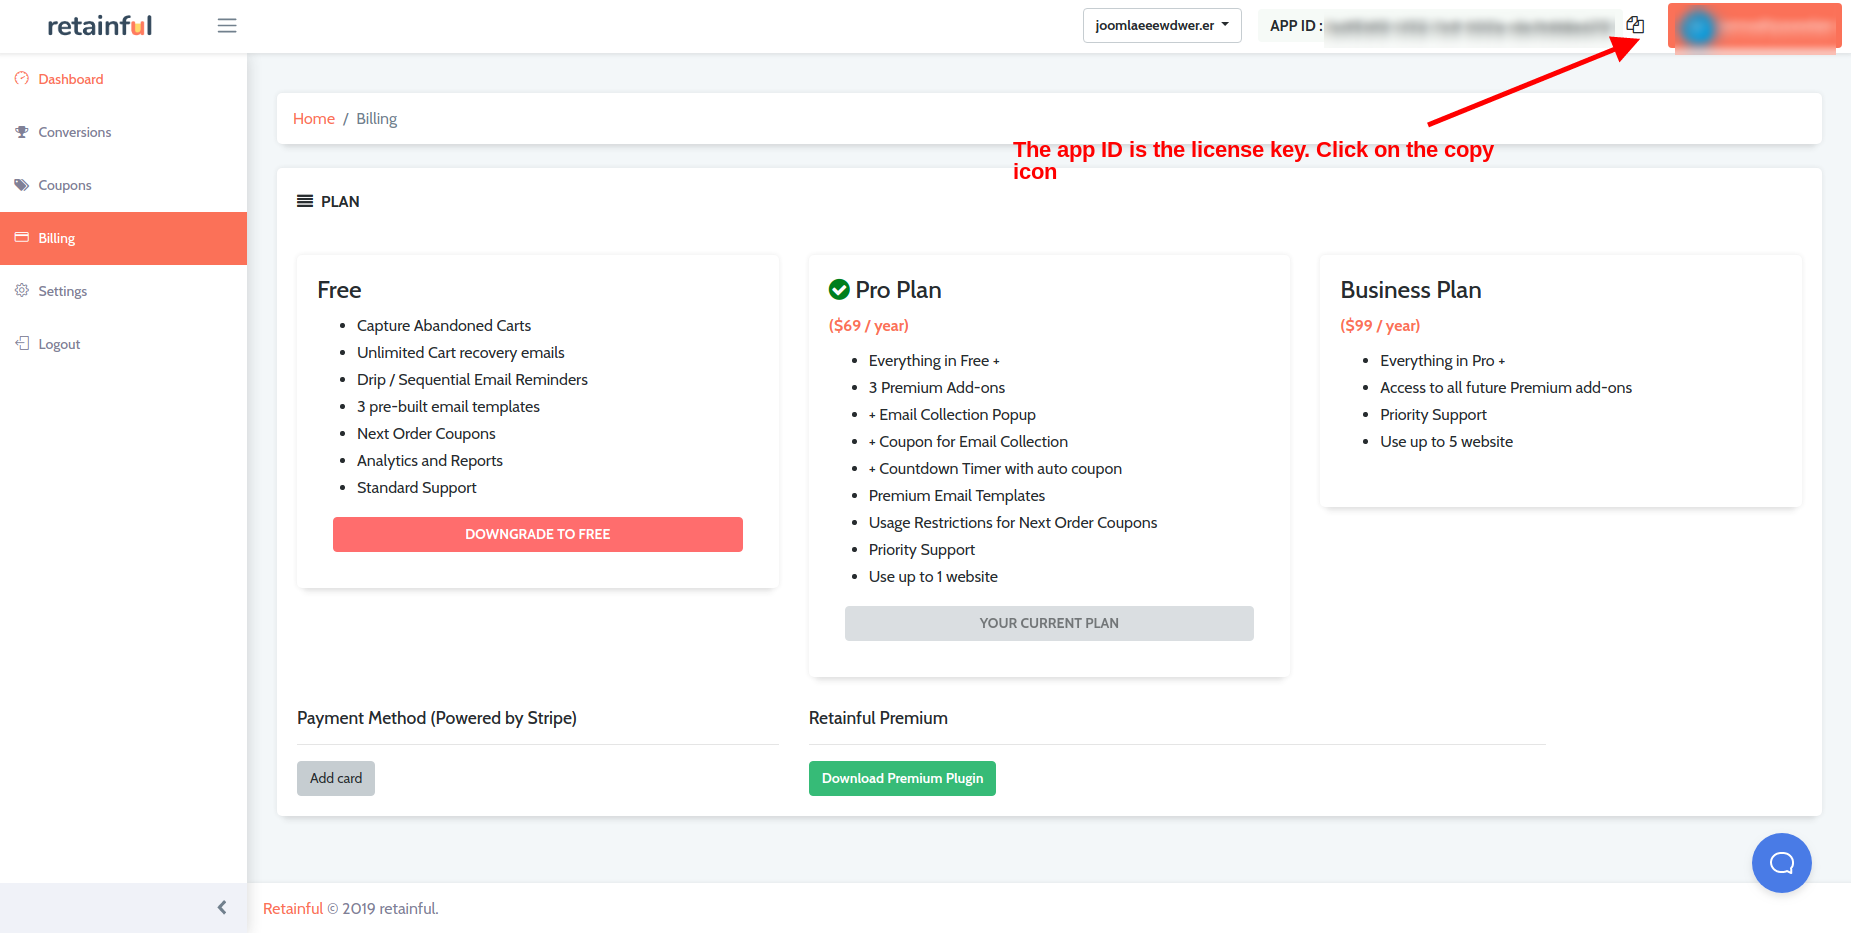 retainful
joomlaeeewdwer.er
APP ID :
The app ID is the license key. Click on the copy
icon
Dashboard
Conversions
Coupons
Billing
Settings
Logout
Home / Billing
PLAN
Free
Capture Abandoned Carts
Unlimited Cart recovery emails
Drip / Sequential Email Reminders
3 pre-built email templates
Next Order Coupons
Analytics and Reports
Standard Support
DOWNGRADE TO FREE
Pro Plan
($69 / year)
Everything in Free +
3 Premium Add-ons
+ Email Collection Popup
+ Coupon for Email Collection
+ Countdown Timer with auto coupon
Premium Email Templates
Usage Restrictions for Next Order Coupons
Priority Support
Use up to 1 website
YOUR CURRENT PLAN
Business Plan
($99 / year)
Everything in Pro +
Access to all future Premium add-ons
Priority Support
Use up to 5 website
Payment Method (Powered by Stripe)
Add card
Retainful Premium
Download Premium Plugin
Retainful © 2019 retainful.